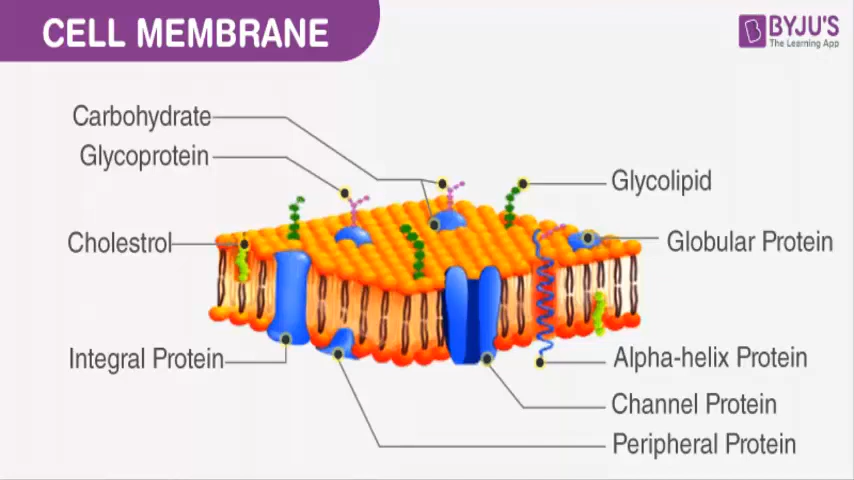 CELL MEMBRANE
BYJU'S
The Learning App
Carbohydrate
Glycoprotein
Glycolipid
Cholestrol
Globular Protein
Integral Protein
Alpha-helix Protein
Channel Protein
Peripheral Protein